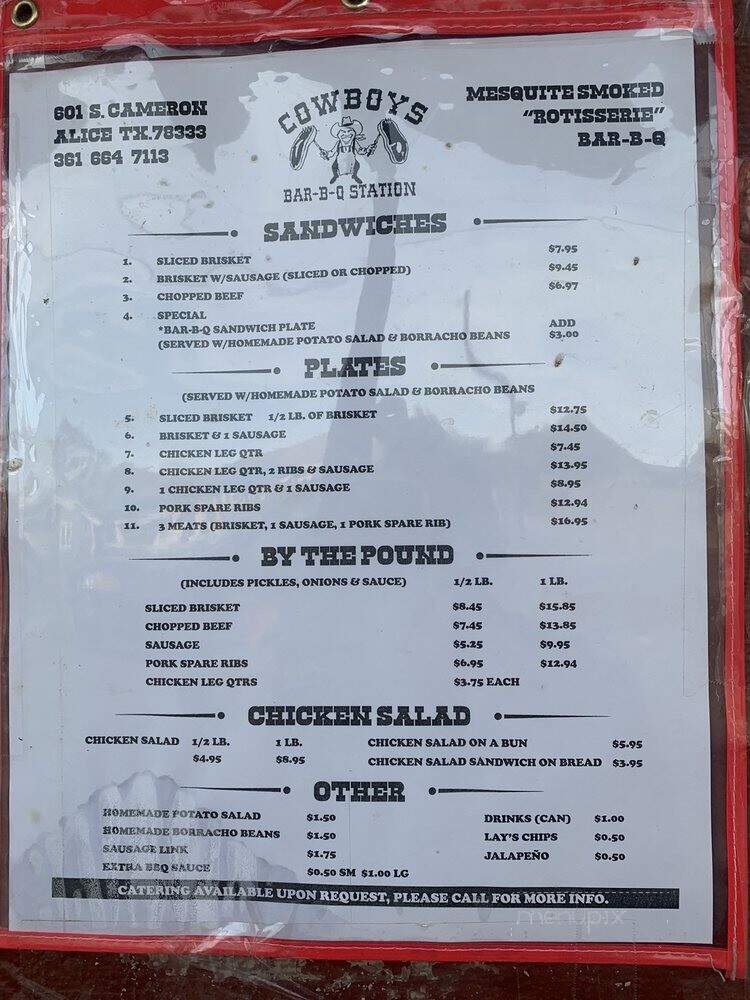 601 S. CAMERON
ALICE TX.78333
361 664 7113
COWBOYS
BAR-B-Q STATION
MESQUITE SMOKED
"ROTISSERIE"
BAR-B-Q
SANDWICHES
1. SLICED BRISKET $7.95
2. BRISKET W/SAUSAGE (SLICED OR CHOPPED) $9.45
3. CHOPPED BEEF $6.97
4. SPECIAL
*BAR-B-Q SANDWICH PLATE ADD
(SERVED W/HOMEMADE POTATO SALAD & BORRACHO BEANS $3.00
PLATES
(SERVED W/HOMEMADE POTATO SALAD & BORRACHO BEANS
5. SLICED BRISKET 1/2 LB. OF BRISKET $12.75
6. BRISKET & 1 SAUSAGE $14.50
7. CHICKEN LEG QTR $7.45
8. CHICKEN LEG QTR, 2 RIBS & SAUSAGE $13.95
9. 1 CHICKEN LEG QTR & 1 SAUSAGE $8.95
10. PORK SPARE RIBS $12.94
11. 3 MEATS (BRISKET, 1 SAUSAGE, 1 PORK SPARE RIB) $16.95
BY THE POUND
(INCLUDES PICKLES, ONIONS & SAUCE) 1/2 LB. 1 LB.
SLICED BRISKET $8.45 $15.85
CHOPPED BEEF $7.45 $13.85
SAUSAGE $5.25 $9.95
PORK SPARE RIBS $6.95 $12.94
CHICKEN LEG QTRS $3.75 EACH
CHICKEN SALAD
CHICKEN SALAD 1/2 LB. 1 LB. CHICKEN SALAD ON A BUN $5.95
$4.95 $8.95 CHICKEN SALAD SANDWICH ON BREAD $3.95
OTHER
HOMEMADE POTATO SALAD $1.50 DRINKS (CAN) $1.00
HOMEMADE BORRACHO BEANS $1.50 LAY'S CHIPS $0.50
SAUSAGE LINK $1.75 JALAPEÑO $0.50
EXTRA BBQ SAUCE $0.50 SM $1.00 LG
CATERING AVAILABLE UPON REQUEST, PLEASE CALL FOR MORE INFO.
menupix